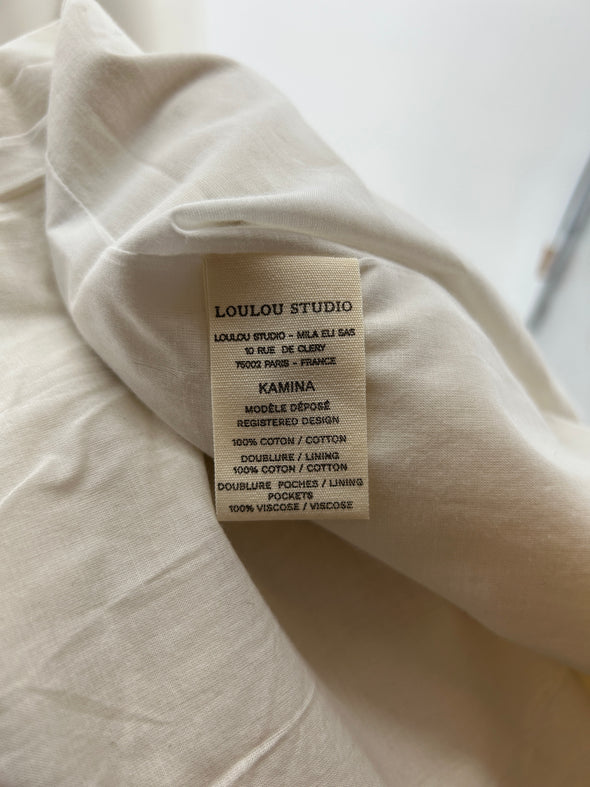 LOULOU STUDIO
LOULOU STUDIO - MILA ELI SAS
10 RUE DE CLERY
75002 PARIS - FRANCE
KAMINA
MODÈLE DÉPOSÉ
REGISTERED DESIGN
100% COTON / COTTON
DOUBLURE / LINING
100% COTON / COTTON
DOUBLURE POCHES / LINING
POCKETS
100% VISCOSE / VISCOSE